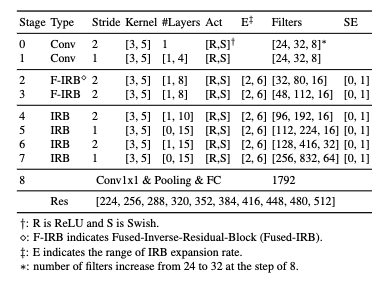 Stage Type Stride Kernel #Layers Act E‡ Filters SE
0 Conv 2 [3, 5] 1 [R,S]† [24, 32, 8]*
1 Conv 2 [3, 5] [1, 4] [R,S] [24, 32, 8]
2 F-IRB⋄ 2 [3, 5] [1, 8] [R,S] [2, 6] [32, 80, 16] [0, 1]
3 F-IRB 2 [3, 5] [1, 8] [R,S] [2, 6] [48, 112, 16] [0, 1]
4 IRB 2 [3, 5] [1, 10] [R,S] [2, 6] [96, 192, 16] [0, 1]
5 IRB 1 [3, 5] [0, 15] [R,S] [2, 6] [112, 224, 16] [0, 1]
6 IRB 2 [3, 5] [1, 15] [R,S] [2, 6] [128, 416, 32] [0, 1]
7 IRB 1 [3, 5] [0, 15] [R,S] [2, 6] [256, 832, 64] [0, 1]
8 Conv1x1 & Pooling & FC 1792
Res [224, 256, 288, 320, 352, 384, 416, 448, 480, 512]
†: R is ReLU and S is Swish.
⋄: F-IRB indicates Fused-Inverse-Residual-Block (Fused-IRB).
‡: E indicates the range of IRB expansion rate.
*: number of filters increase from 24 to 32 at the step of 8.